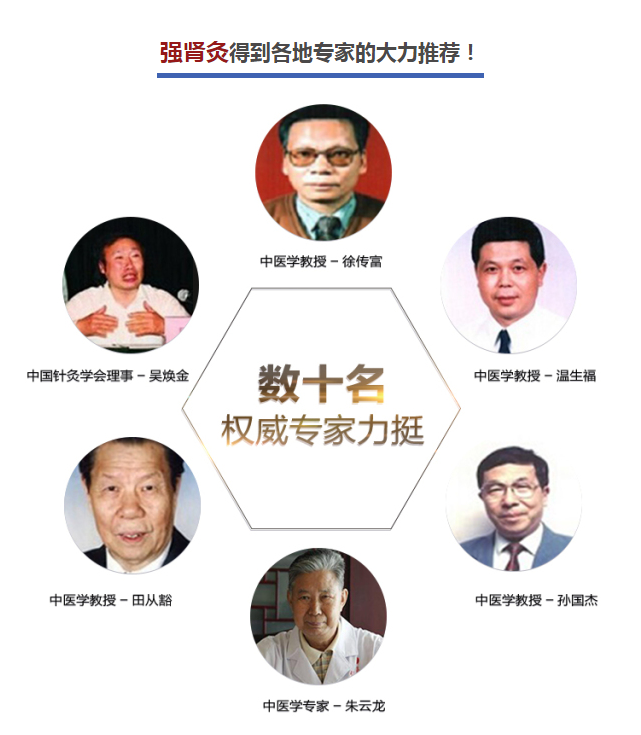 强肾灸得到各地专家的大力推荐！
中医学教授 – 徐传富
中国针灸学会理事 – 吴焕金
中医学教授 – 温生福
数十名
权威专家力挺
中医学教授 – 田从豁
中医学教授 – 孙国杰
中医学专家 – 朱云龙